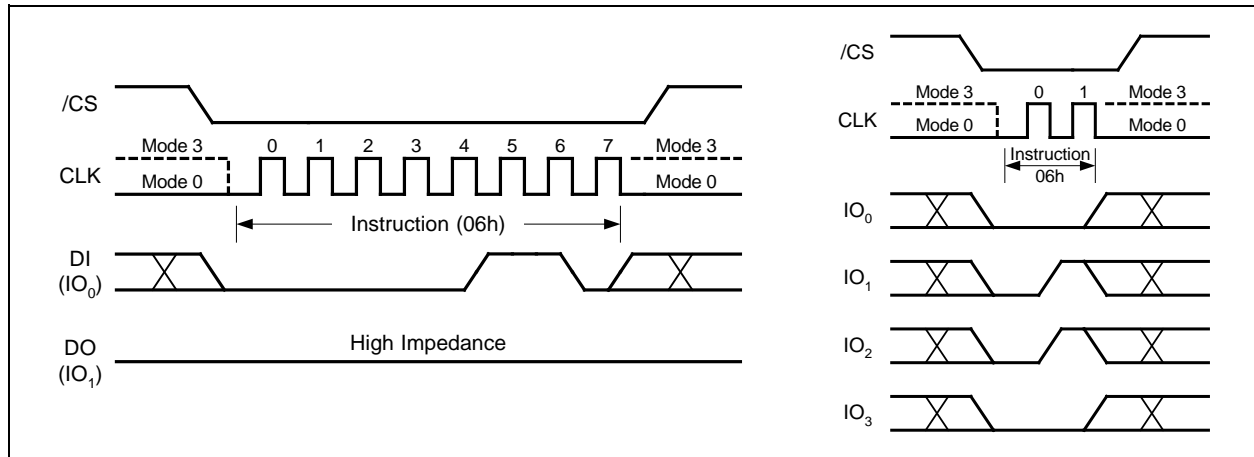 /CS
Mode 3
0 1 2 3 4 5 6 7
Mode 3
CLK
Mode 0
Mode 0
Instruction (06h)
DI
(IO0)
DO
(IO1)
High Impedance
/CS
Mode 3
0 1
Mode 3
CLK
Mode 0
Mode 0
Instruction
06h
IO0
IO1
IO2
IO3